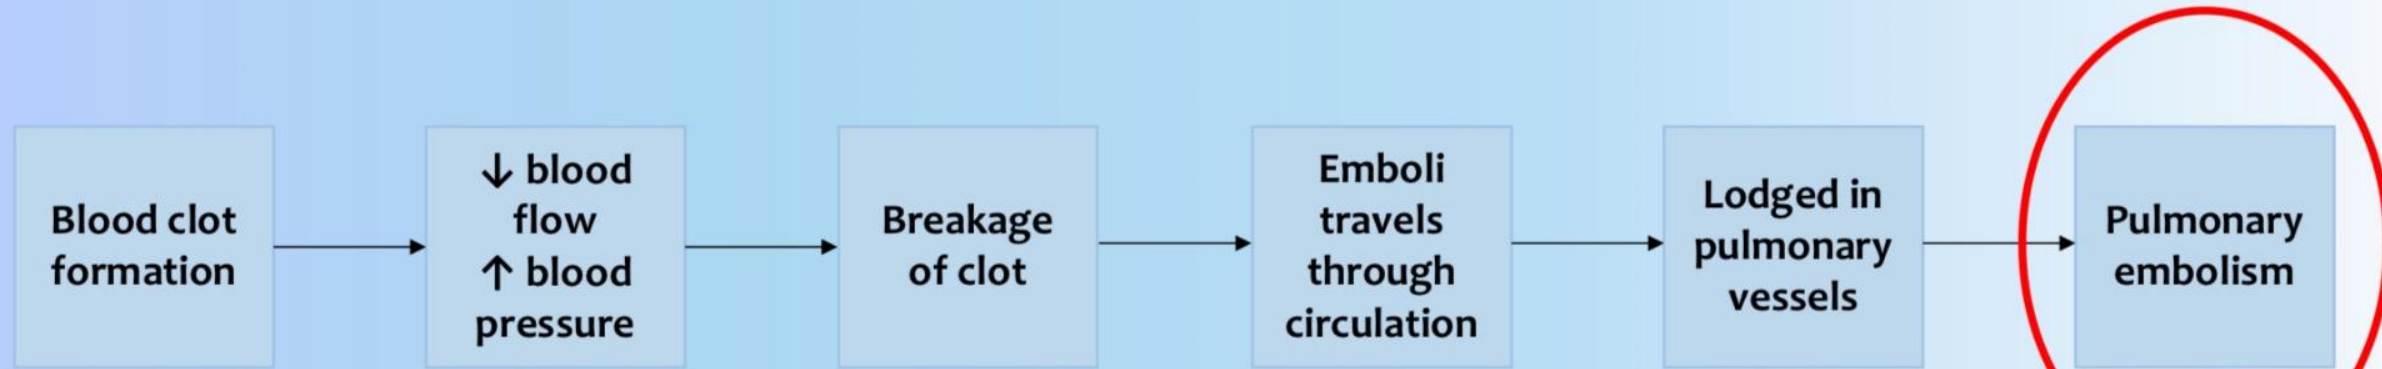 Blood clot
formation
↓ blood
flow
↑ blood
pressure
Breakage
of clot
Emboli
travels
through
circulation
Lodged in
pulmonary
vessels
Pulmonary
embolism